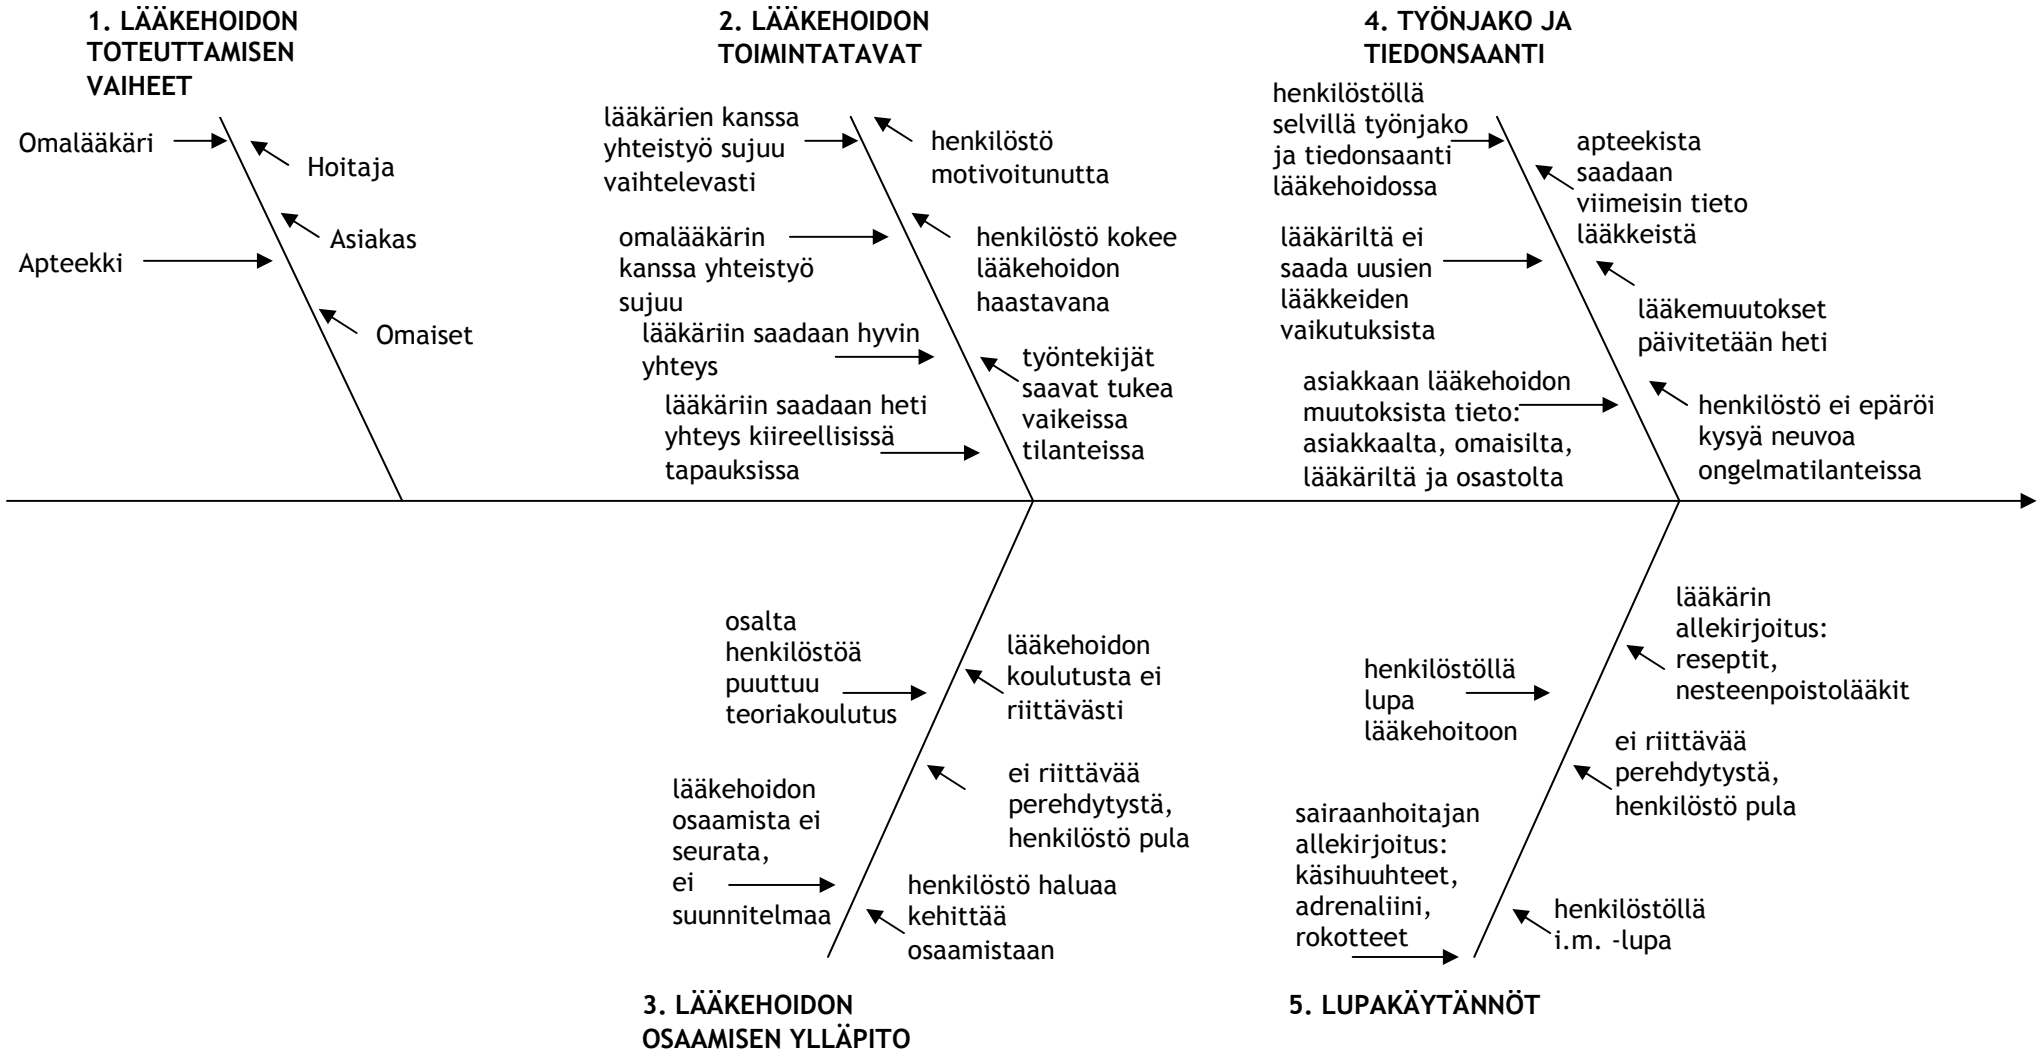 1. LÄÄKEHOIDON
TOTEUTTAMISEN
VAIHEET
Omalääkäri
Hoitaja
Asiakas
Apteekki
Omaiset
2. LÄÄKEHOIDON
TOIMINTATAVAT
lääkärien kanssa
yhteistyö sujuu
vaihtelevasti
henkilöstö
motivoitunutta
omalääkärin
kanssa yhteistyö
sujuu
henkilöstö kokee
lääkehoidon
haastavana
lääkäriin saadaan hyvin
yhteys
työntekijät
saavat tukea
vaikeissa
tilanteissa
lääkäriin saadaan heti
yhteys kiireellisissä
tapauksissa
4. TYÖNJAKO JA
TIEDONSAANTI
henkilöstöllä
selvillä työnjako
ja tiedonsaanti
lääkehoidossa
apteekista
saadaan
viimeisin tieto
lääkkeistä
lääkäriltä ei
saada uusien
lääkkeiden
vaikutuksista
lääkemuutokset
päivitetään heti
asiakkaan lääkehoidon
muutoksista tieto:
asiakkaalta, omaisilta,
lääkäriltä ja osastolta
henkilöstö ei epäröi
kysyä neuvoa
ongelmatilanteissa
osalta
henkilöstöä
puuttuu
teoriakoulutus
lääkehoidon
koulutusta ei
riittävästi
lääkehoidon
osaamista ei
seurata,
ei
suunnitelmaa
ei riittävää
perehdytystä,
henkilöstö pula
henkilöstö haluaa
kehittää
osaamistaan
3. LÄÄKEHOIDON
OSAAMISEN YLLÄPITO
henkilöstöllä
lupa
lääkehoitoon
lääkärin
allekirjoitus:
reseptit,
nesteenpoistolääkit
ei riittävää
perehdytystä,
henkilöstö pula
sairaanhoitajan
allekirjoitus:
käsihuuhteet,
adrenaliini,
rokotteet
henkilöstöllä
i.m. -lupa
5. LUPAKÄYTÄNNÖT